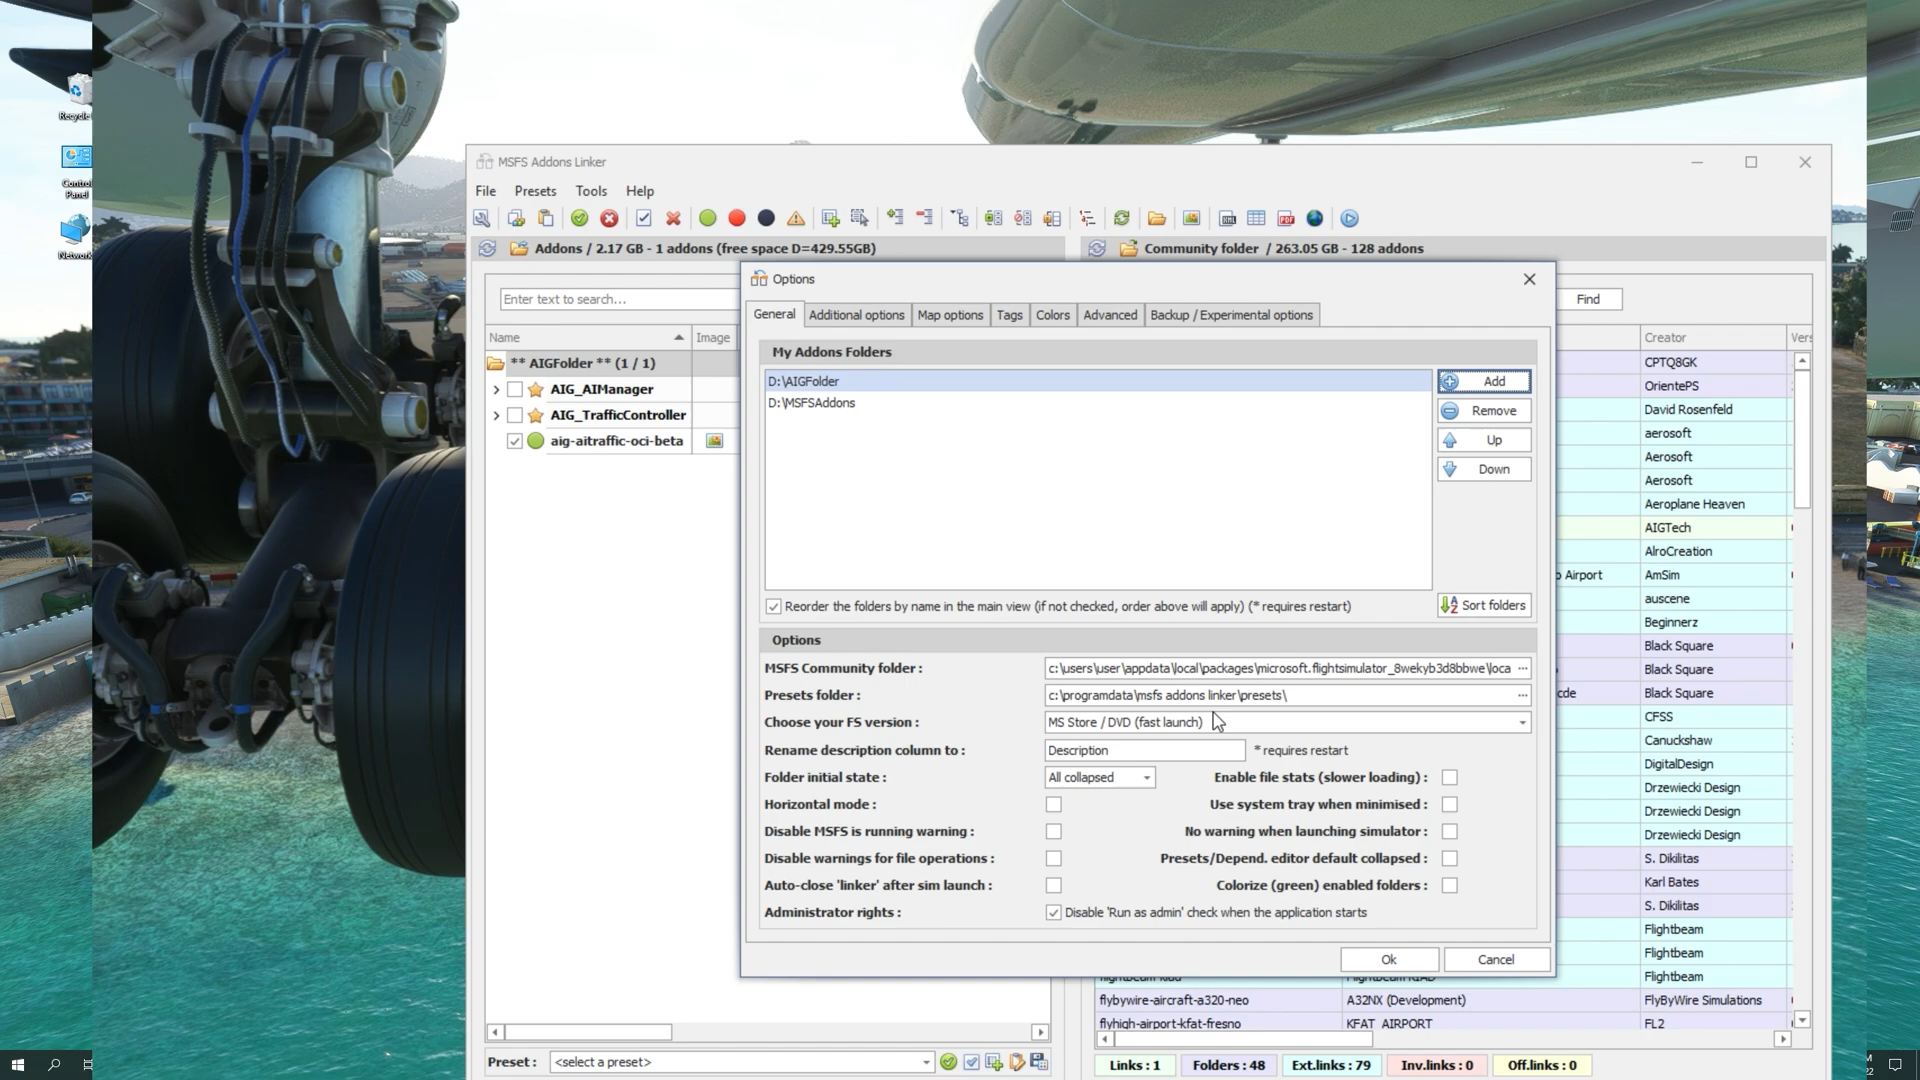 Recycle
Control
Panel
Network
MSFS Addons Linker
File Presets Tools Help
Addons / 2.17 GB - 1 addons (free space D=429.55GB)
Community folder / 263.05 GB - 128 addons
Enter text to search...
Find
Name Image
** AIGFolder ** (1 / 1)
AIG_AIManager
AIG_TrafficController
aig-aitraffic-oci-beta
Options
General Additional options Map options Tags Colors Advanced Backup / Experimental options
My Addons Folders
D:\AIGFolder
D:\MSFSAddons
Add
Remove
Up
Down
Reorder the folders by name in the main view (if not checked, order above will apply) (* requires restart)
Sort folders
Options
MSFS Community folder : c:\users\user\appdata\local\packages\microsoft.flightsimulator_8wekyb3d8bbwe\loca ...
Presets folder : c:\programdata\msfs addons linker\presets\ ...
Choose your FS version : MS Store / DVD (fast launch)
Rename description column to : Description * requires restart
Folder initial state : All collapsed Enable file stats (slower loading) :
Horizontal mode : Use system tray when minimised :
Disable MSFS is running warning : No warning when launching simulator :
Disable warnings for file operations : Presets/Depend. editor default collapsed :
Auto-close 'linker' after sim launch : Colorize (green) enabled folders :
Administrator rights : Disable 'Run as admin' check when the application starts
Ok Cancel
Creator Vers
CPTQ8GK
OrientePS
David Rosenfeld
aerosoft
Aerosoft
Aerosoft
Aeroplane Heaven
AIGTech
AlroCreation
o Airport AmSim
auscene
Beginnerz
Black Square
Black Square
cde Black Square
CFSS
Canuckshaw
DigitalDesign
Drzewiecki Design
Drzewiecki Design
Drzewiecki Design
S. Dikilitas
Karl Bates
S. Dikilitas
Flightbeam
Flightbeam
Flightbeam
flybywire-aircraft-a320-neo A32NX (Development) FlyByWire Simulations
flyhigh-airport-kfat-fresno KFAT AIRPORT FL2
Preset : <select a preset>
Links : 1 Folders : 48 Ext.links : 79 Inv.links : 0 Off.links : 0